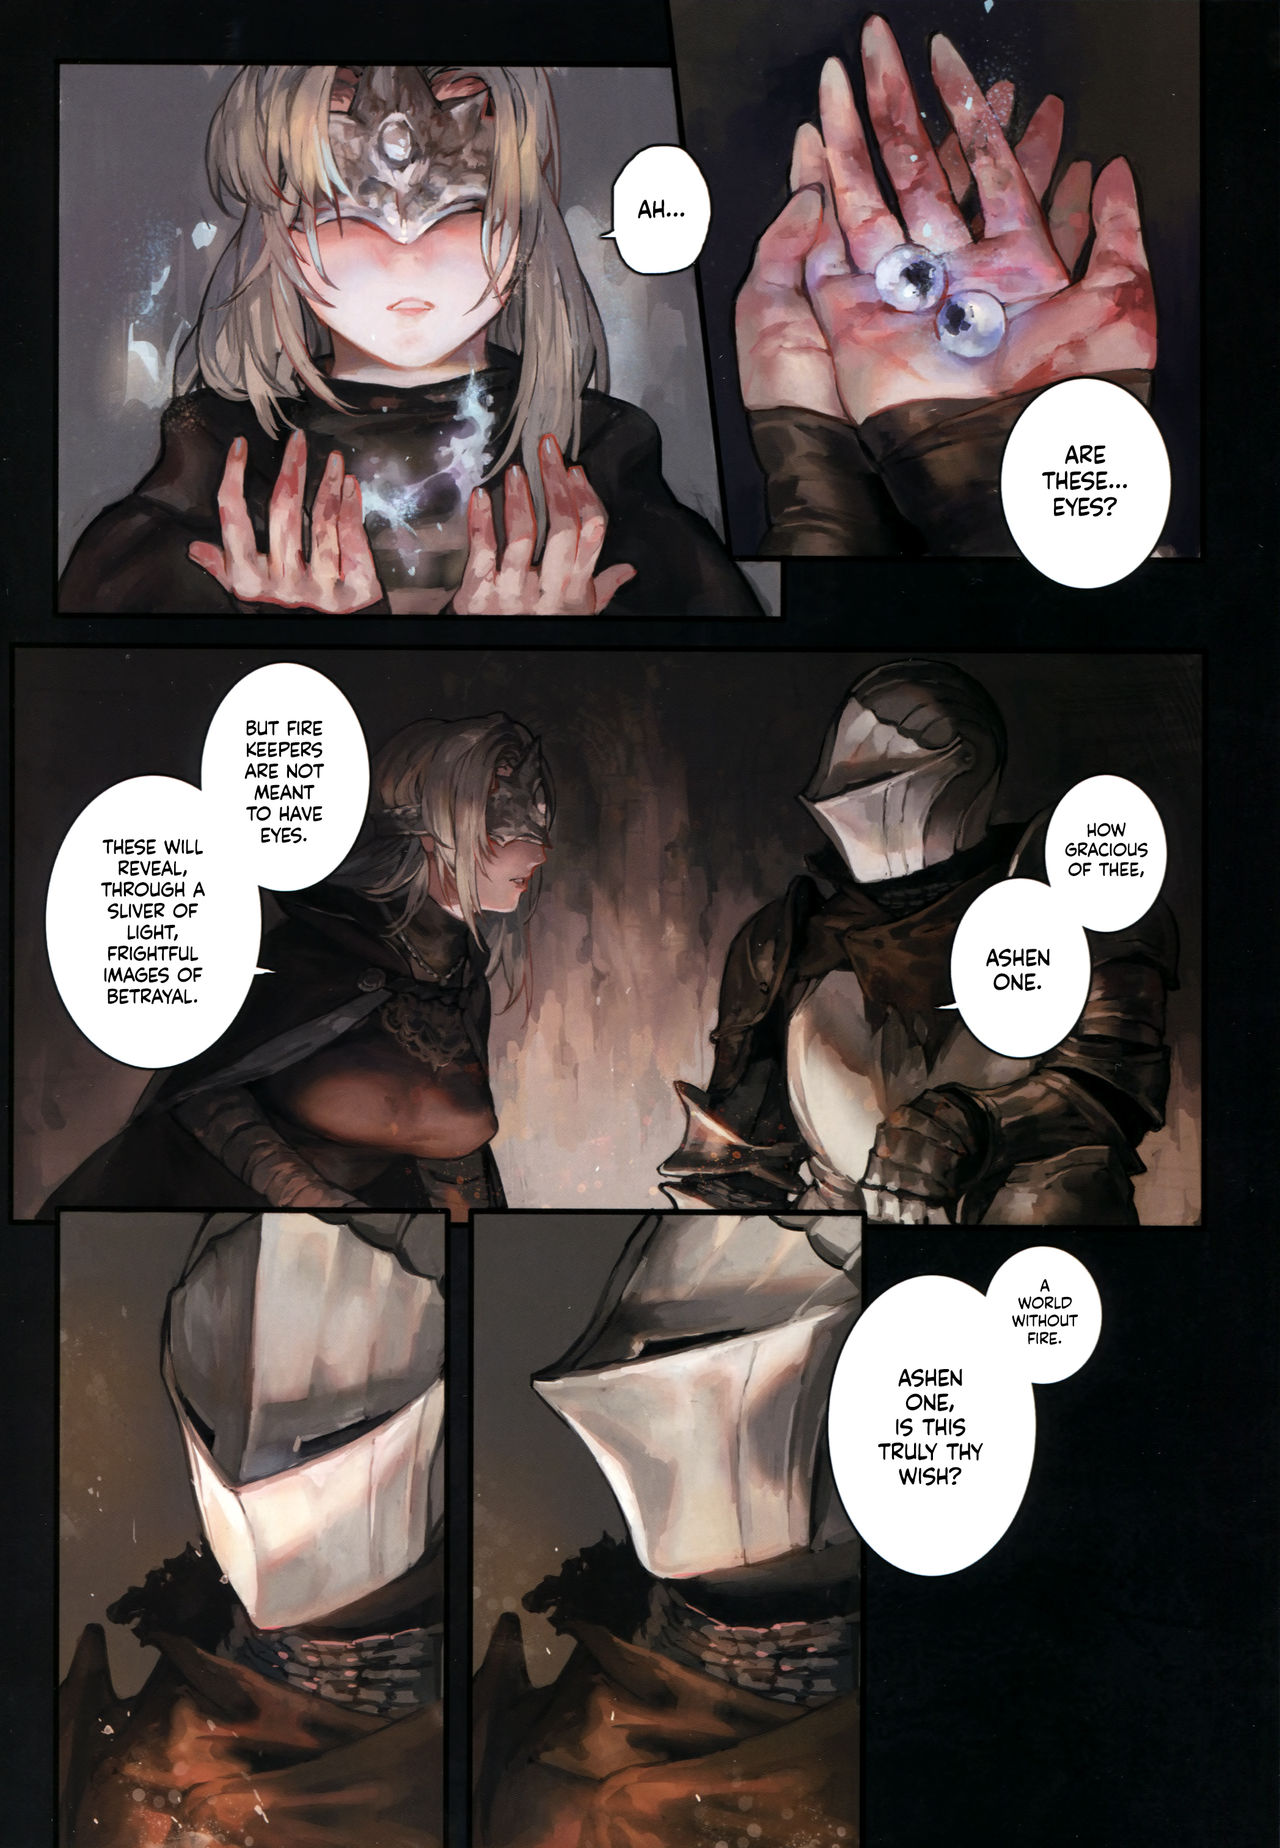 ARE
THESE...
EYES?
AH...
HOW
GRACIOUS
OF THEE,
ASHEN
ONE.
BUT FIRE
KEEPERS
ARE NOT
MEANT
TO HAVE
EYES.
THESE WILL
REVEAL,
THROUGH A
SLIVER OF
LIGHT,
FRIGHTFUL
IMAGES OF
BETRAYAL.
A
WORLD
WITHOUT
FIRE.
ASHEN
ONE,
IS THIS
TRULY THY
WISH?